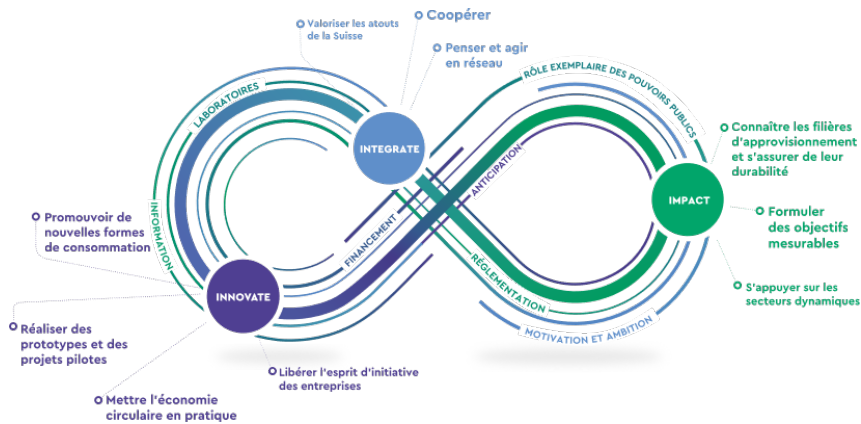 Valoriser les atouts
de la Suisse
Coopérer
Penser et agir
en réseau
LABORATOIRES
RÔLE EXEMPLAIRE DES POUVOIRS PUBLICS
INTEGRATE
Connaître les filières
d'approvisionnement
et s'assurer de leur
durabilité
ANTICIPATION
IMPACT
INFORMATION
Promouvoir de
nouvelles formes
de consommation
FINANCEMENT
Formuler
des objectifs
mesurables
RÉGLEMENTATION
INNOVATE
S'appuyer sur les
secteurs dynamiques
Réaliser des
prototypes et des
projets pilotes
MOTIVATION ET AMBITION
Libérer l'esprit d'initiative
des entreprises
Mettre l'économie
circulaire en pratique